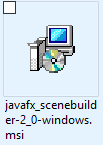 javafx_scenebuild
er-2_0-windows.
msi